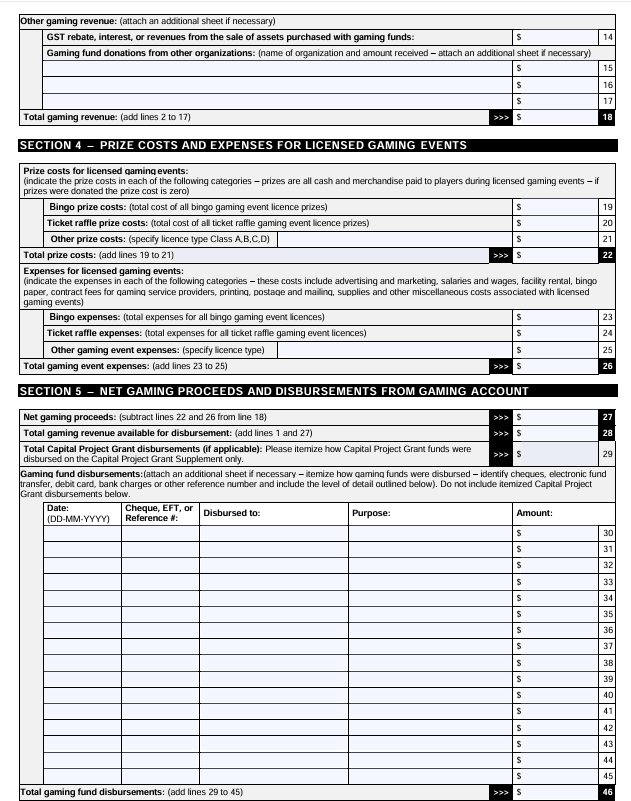 Other gaming revenue: (attach an additional sheet if necessary)
GST rebate, interest, or revenues from the sale of assets purchased with gaming funds: $ 14
Gaming fund donations from other organizations: (name of organization and amount received – attach an additional sheet if necessary)
$ 15
$ 16
$ 17
Total gaming revenue: (add lines 2 to 17) >>> $ 18
SECTION 4 – PRIZE COSTS AND EXPENSES FOR LICENSED GAMING EVENTS
Prize costs for licensed gaming events:
(indicate the prize costs in each of the following categories – prizes are all cash and merchandise paid to players during licensed gaming events – if
prizes were donated the prize cost is zero)
Bingo prize costs: (total cost of all bingo gaming event licence prizes) $ 19
Ticket raffle prize costs: (total cost of all ticket raffle gaming event licence prizes) $ 20
Other prize costs: (specify licence type Class A,B,C,D) $ 21
Total prize costs: (add lines 19 to 21) >>> $ 22
Expenses for licensed gaming events:
(indicate the expenses in each of the following categories – these costs include advertising and marketing, salaries and wages, facility rental, bingo
paper, contract fees for gaming service providers, printing, postage and mailing, supplies and other miscellaneous costs associated with licensed
gaming events)
Bingo expenses: (total expenses for all bingo gaming event licences) $ 23
Ticket raffle expenses: (total expenses for all ticket raffle gaming event licences) $ 24
Other gaming event expenses: (specify licence type) $ 25
Total gaming event expenses: (add lines 23 to 25) >>> $ 26
SECTION 5 – NET GAMING PROCEEDS AND DISBURSEMENTS FROM GAMING ACCOUNT
Net gaming proceeds: (subtract lines 22 and 26 from line 18) >>> $ 27
Total gaming revenue available for disbursement: (add lines 1 and 27) >>> $ 28
Total Capital Project Grant disbursements (if applicable): Please itemize how Capital Project Grant funds were
disbursed on the Capital Project Grant Supplement only. >>> $ 29
Gaming fund disbursements:(attach an additional sheet if necessary – itemize how gaming funds were disbursed – identify cheques, electronic fund
transfer, debit card, bank charges or other reference number and include the level of detail outlined below). Do not include itemized Capital Project
Grant disbursements below.
Date: (DD-MM-YYYY) Cheque, EFT, or Reference #: Disbursed to: Purpose: Amount:
$ 30
$ 31
$ 32
$ 33
$ 34
$ 35
$ 36
$ 37
$ 38
$ 39
$ 40
$ 41
$ 42
$ 43
$ 44
$ 45
Total gaming fund disbursements: (add lines 29 to 45) >>> $ 46